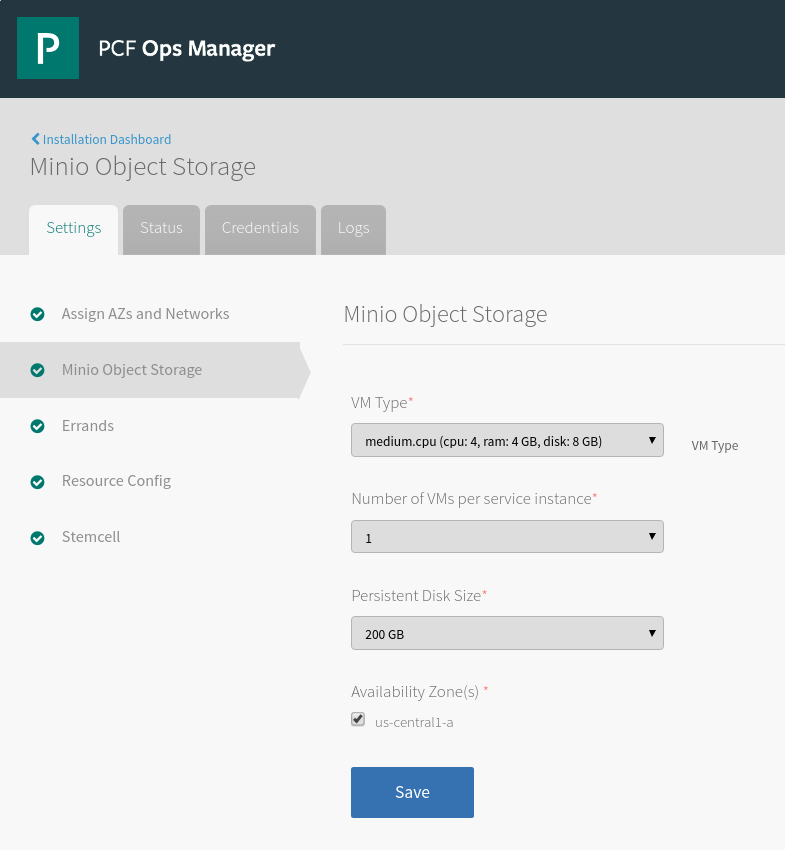 P PCF Ops Manager
Installation Dashboard
Minio Object Storage
Settings Status Credentials Logs
Assign AZs and Networks
Minio Object Storage
Errands
Resource Config
Stemcell
Minio Object Storage
VM Type*
medium.cpu (cpu: 4, ram: 4 GB, disk: 8 GB)
VM Type
Number of VMs per service instance*
1
Persistent Disk Size*
200 GB
Availability Zone(s) *
us-central1-a
Save